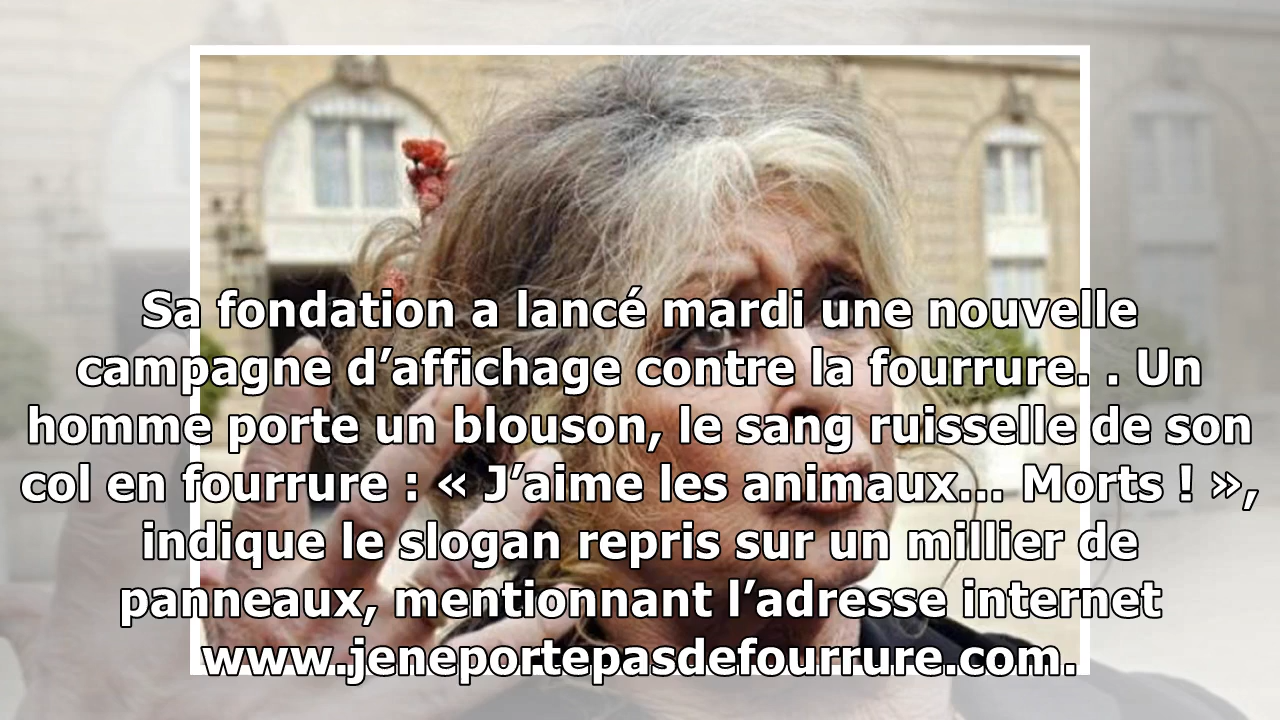 Sa fondation a lancé mardi une nouvelle
campagne d’affichage contre la fourrure. . Un
homme porte un blouson, le sang ruisselle de son
col en fourrure : « J’aime les animaux... Morts ! »,
indique le slogan repris sur un millier de
panneaux, mentionnant l’adresse internet
www.jeneportepasdefourrure.com.